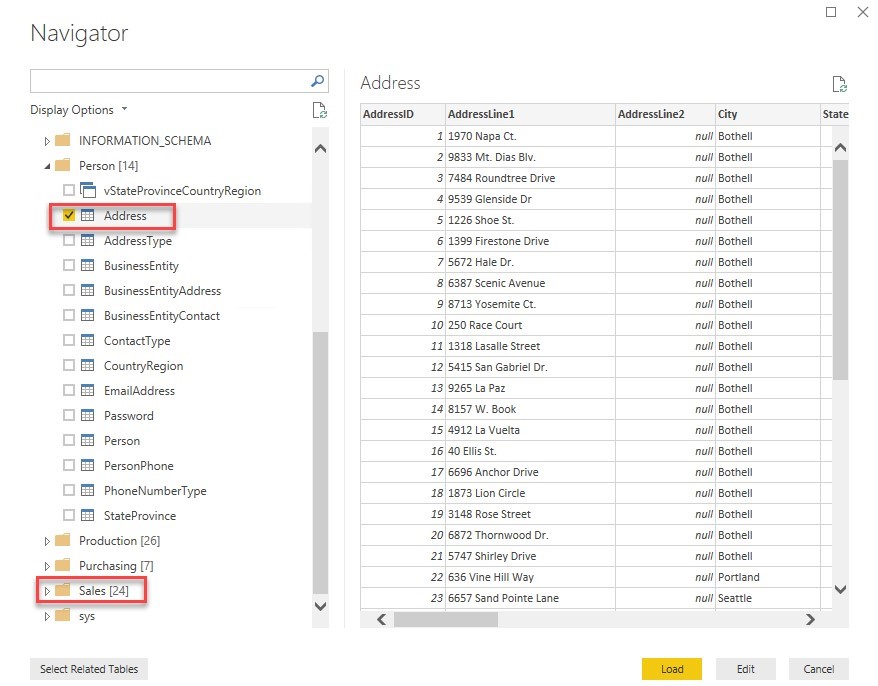 Navigator
Display Options
INFORMATION_SCHEMA
Person [14]
vStateProvinceCountryRegion
Address
AddressType
BusinessEntity
BusinessEntityAddress
BusinessEntityContact
ContactType
CountryRegion
EmailAddress
Password
Person
PersonPhone
PhoneNumberType
StateProvince
Production [26]
Purchasing [7]
Sales [24]
sys
Address
AddressID AddressLine1 AddressLine2 City State
1 1970 Napa Ct. null Bothell
2 9833 Mt. Dias Blv. null Bothell
3 7484 Roundtree Drive null Bothell
4 9539 Glenside Dr null Bothell
5 1226 Shoe St. null Bothell
6 1399 Firestone Drive null Bothell
7 5672 Hale Dr. null Bothell
8 6387 Scenic Avenue null Bothell
9 8713 Yosemite Ct. null Bothell
10 250 Race Court null Bothell
11 1318 Lasalle Street null Bothell
12 5415 San Gabriel Dr. null Bothell
13 9265 La Paz null Bothell
14 8157 W. Book null Bothell
15 4912 La Vuelta null Bothell
16 40 Ellis St. null Bothell
17 6696 Anchor Drive null Bothell
18 1873 Lion Circle null Bothell
19 3148 Rose Street null Bothell
20 6872 Thornwood Dr. null Bothell
21 5747 Shirley Drive null Bothell
22 636 Vine Hill Way null Portland
23 6657 Sand Pointe Lane null Seattle
Select Related Tables
Load
Edit
Cancel